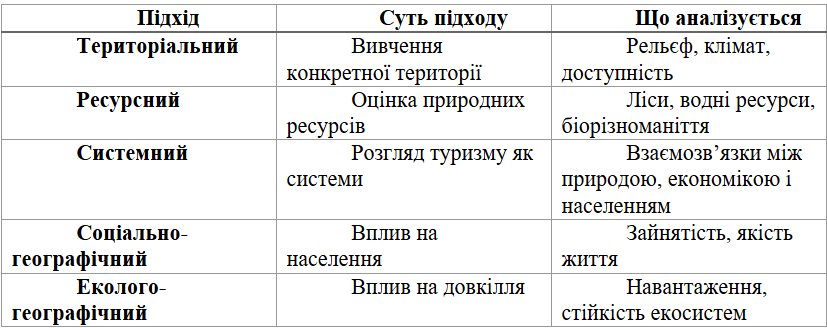 Підхід
Суть підходу
Що аналізується
Територіальний
Вивчення
конкретної території
Рельєф, клімат,
доступність
Ресурсний
Оцінка природних
ресурсів
Ліси, водні ресурси,
біорізноманіття
Системний
Розгляд туризму як
системи
Взаємозв’язки між
природою, економікою і
населенням
Соціально-
географічний
Вплив на
населення
Зайнятість, якість
життя
Еколого-
географічний
Вплив на довкілля
Навантаження,
стійкість екосистем